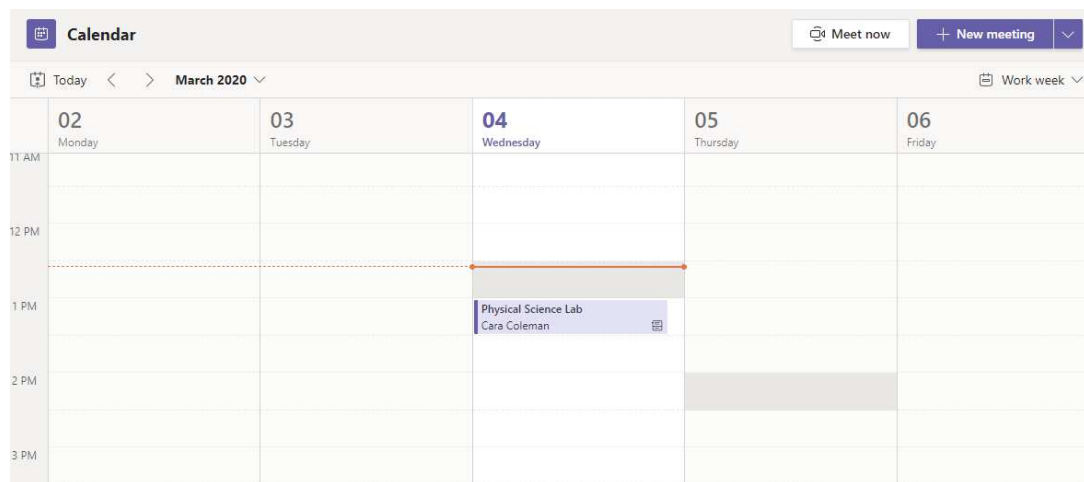 Calendar
Meet now
+ New meeting
Today
March 2020
Work week
02
Monday
03
Tuesday
04
Wednesday
05
Thursday
06
Friday
11 AM
12 PM
1 PM
Physical Science Lab
Cara Coleman
2 PM
3 PM